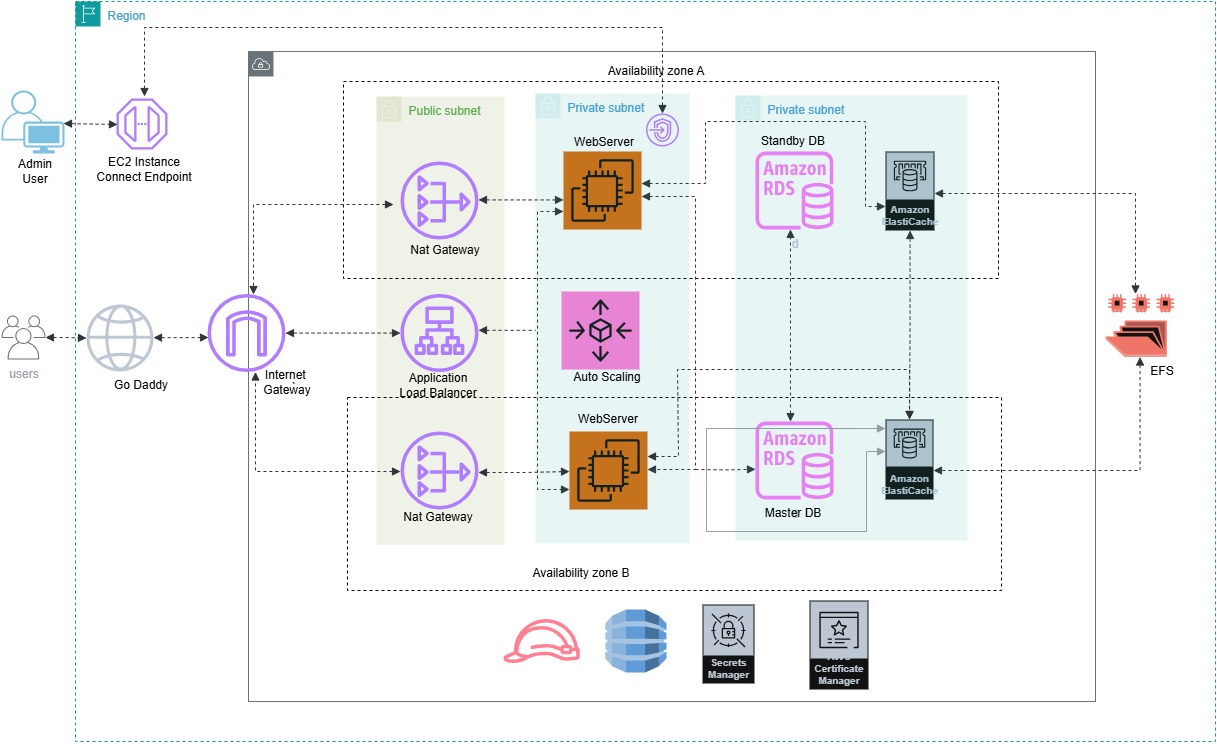 Region
Availability zone A
Public subnet
Private subnet
Private subnet
Admin
User
EC2 Instance
Connect Endpoint
WebServer
Standby DB
Amazon
RDS
d
Amazon
ElastiCache
Nat Gateway
users
Go Daddy
Internet
Gateway
Application
Load Balancer
Auto Scaling
EFS
WebServer
Amazon
RDS
Amazon
ElastiCache
Nat Gateway
Master DB
Availability zone B
Secrets
Manager
Certificate
Manager